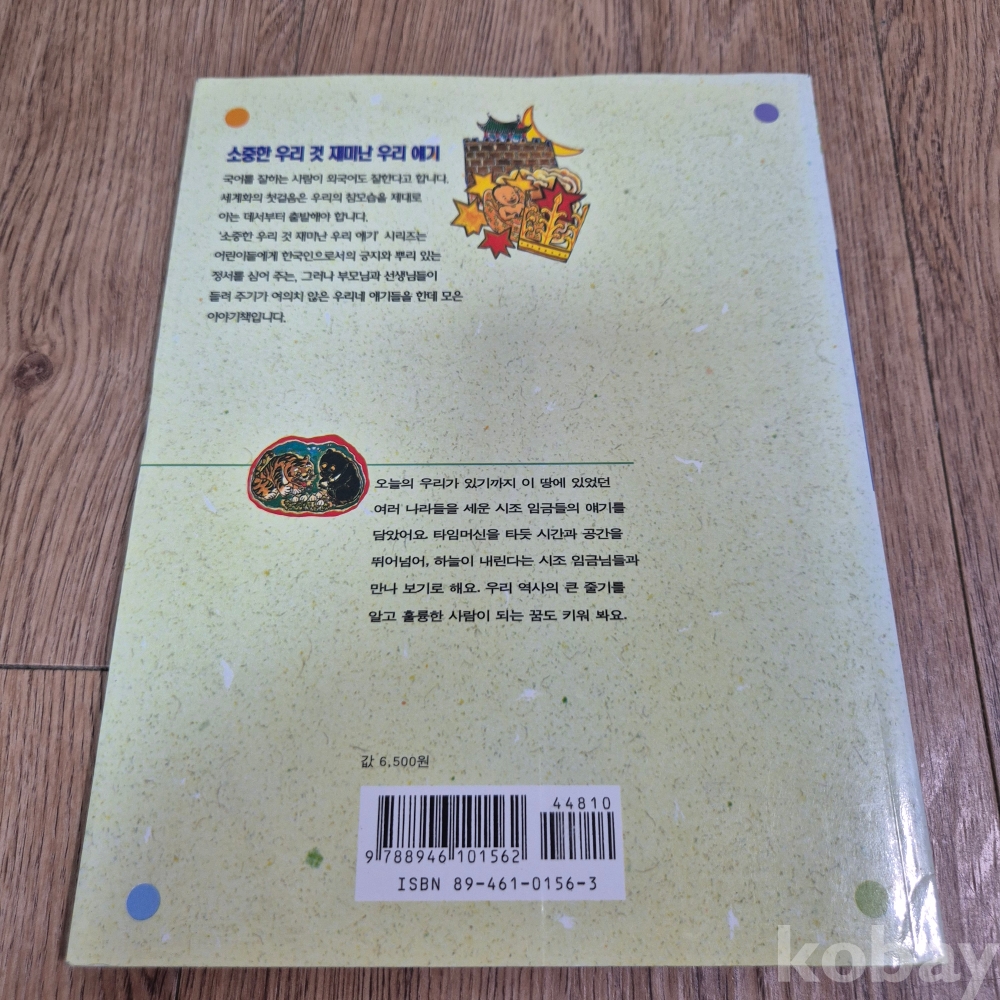 소중한 우리 것 재미난 우리 얘기
국어를 잘하는 사람이 외국어도 잘한다고 합니다.
세계화의 첫걸음은 우리의 참모습을 제대로
아는 데서부터 출발해야 합니다.
'소중한 우리 것 재미난 우리 얘기' 시리즈는
어린이들에게 한국인으로서의 긍지와 뿌리 있는
정서를 심어 주는, 그러나 부모님과 선생님들이
들려 주기가 여의치 않은 우리네 얘기들을 한데 모은
이야기책입니다.
오늘의 우리가 있기까지 이 땅에 있었던
여러 나라들을 세운 시조 임금들의 얘기를
담았어요. 타임머신을 타듯 시간과 공간을
뛰어넘어, 하늘이 내린다는 시조 임금님들과
만나 보기로 해요. 우리 역사의 큰 줄기를
알고 훌륭한 사람이 되는 꿈도 키워 봐요.
값 6,500원
44810
9 788946 101562
ISBN 89-461-0156-3
kobay